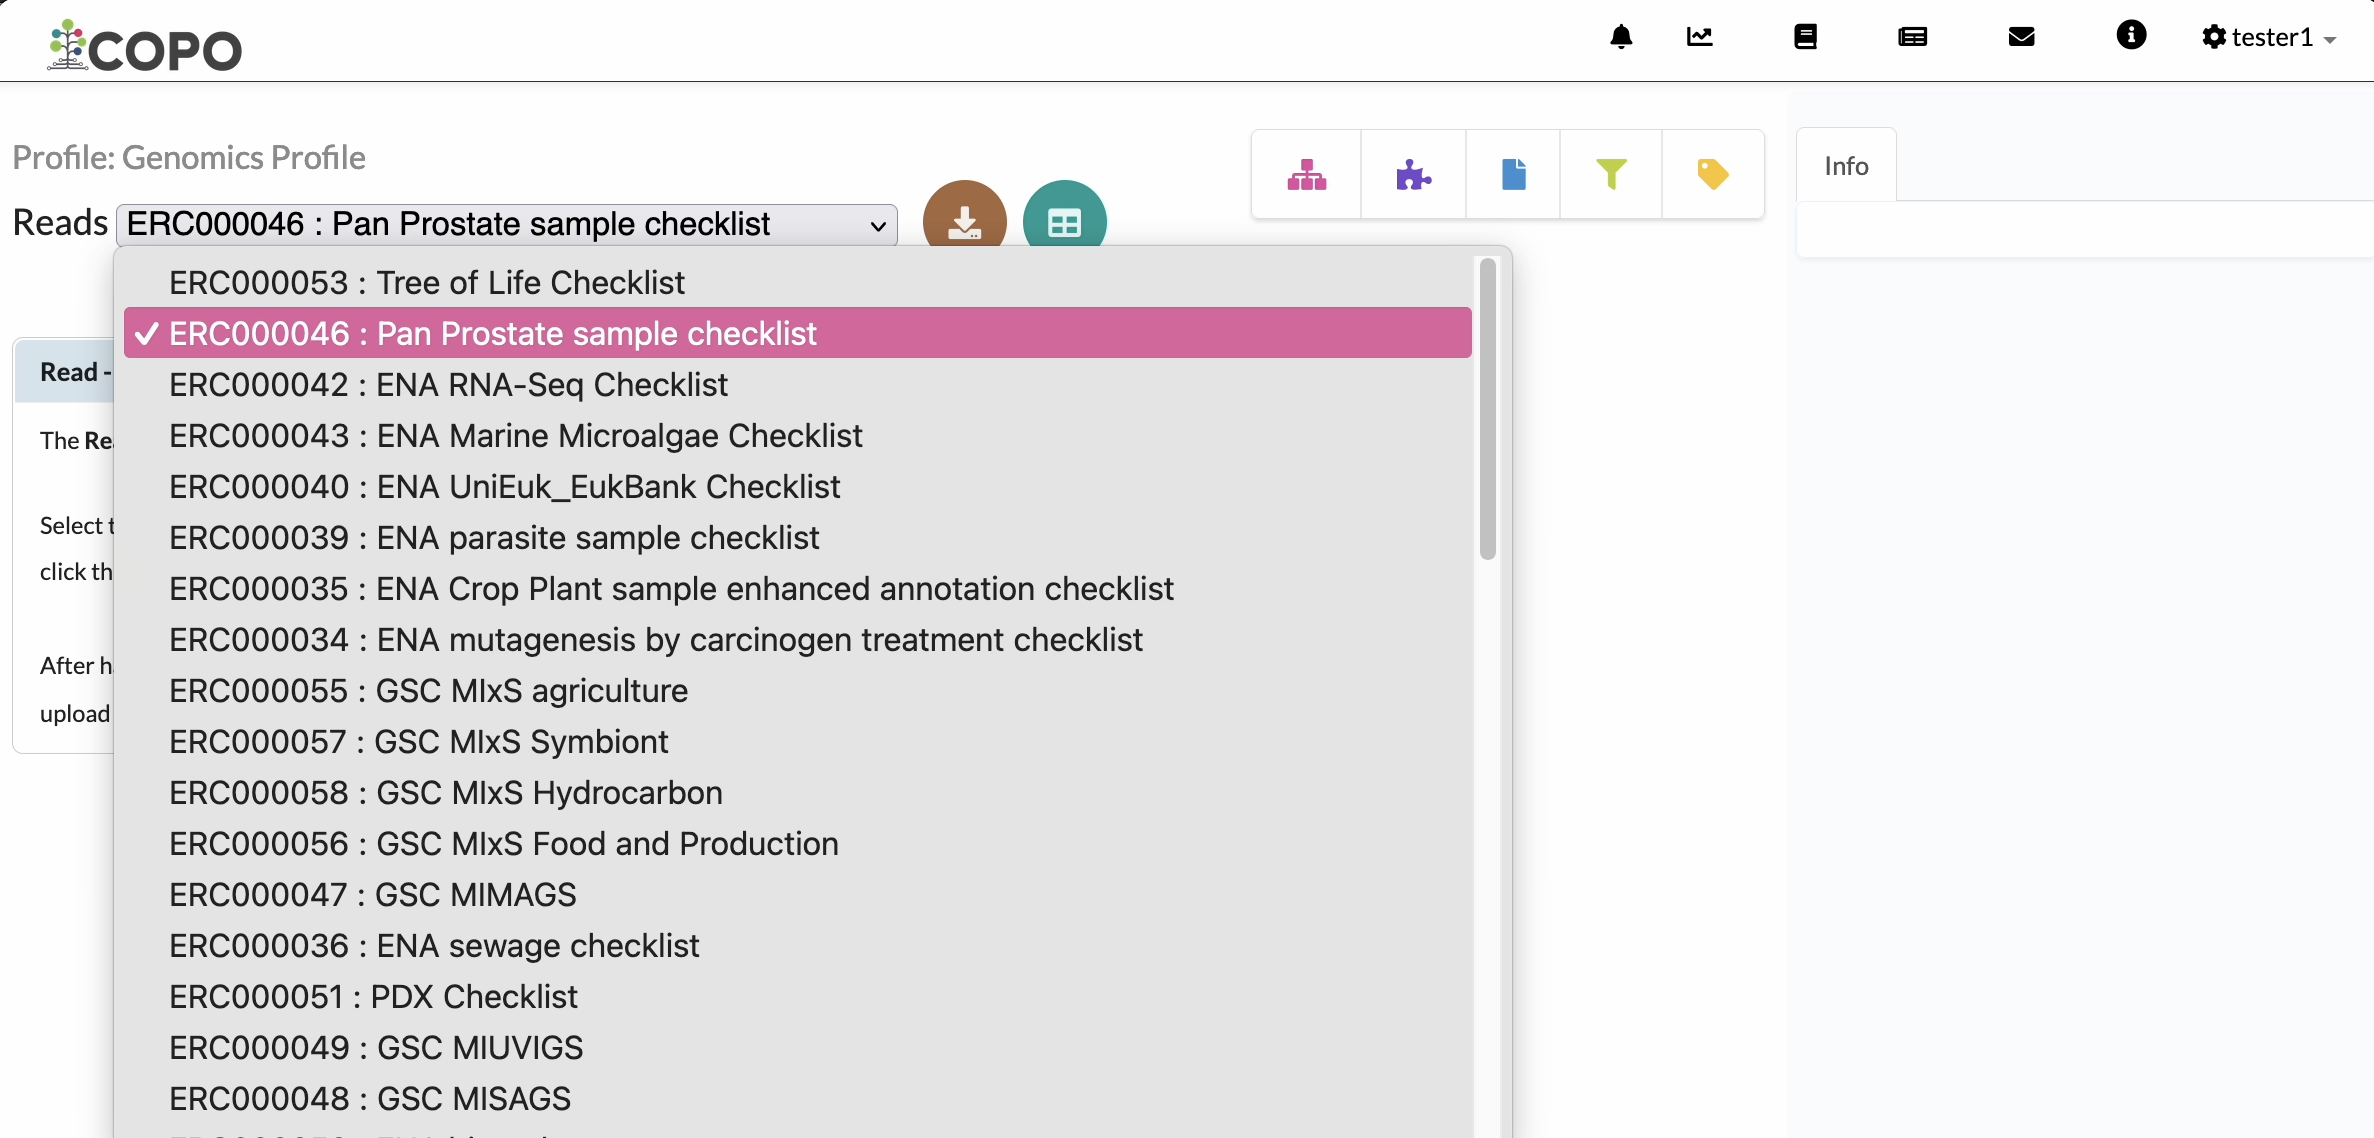 COPO
tester1
Profile: Genomics Profile
Info
Reads ERC000046 : Pan Prostate sample checklist
ERC000053 : Tree of Life Checklist
✓ ERC000046 : Pan Prostate sample checklist
ERC000042 : ENA RNA-Seq Checklist
ERC000043 : ENA Marine Microalgae Checklist
ERC000040 : ENA UniEuk_EukBank Checklist
ERC000039 : ENA parasite sample checklist
ERC000035 : ENA Crop Plant sample enhanced annotation checklist
ERC000034 : ENA mutagenesis by carcinogen treatment checklist
ERC000055 : GSC MIxS agriculture
ERC000057 : GSC MIxS Symbiont
ERC000058 : GSC MIxS Hydrocarbon
ERC000056 : GSC MIxS Food and Production
ERC000047 : GSC MIMAGS
ERC000036 : ENA sewage checklist
ERC000051 : PDX Checklist
ERC000049 : GSC MIUVIGS
ERC000048 : GSC MISAGS
Read -
The
Select
click
After
upload